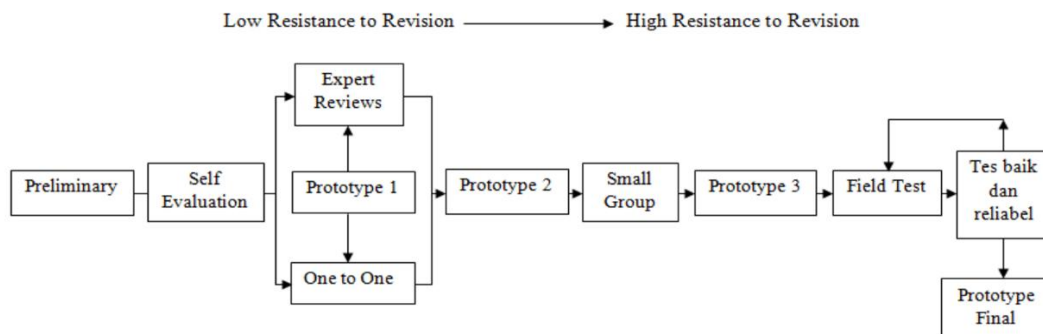 Low Resistance to Revision
High Resistance to Revision
Expert
Reviews
Preliminary
Self
Evaluation
Prototype 1
Prototype 2
Small
Group
Prototype 3
Field Test
Tes baik
dan
reliabel
One to One
Prototype
Final